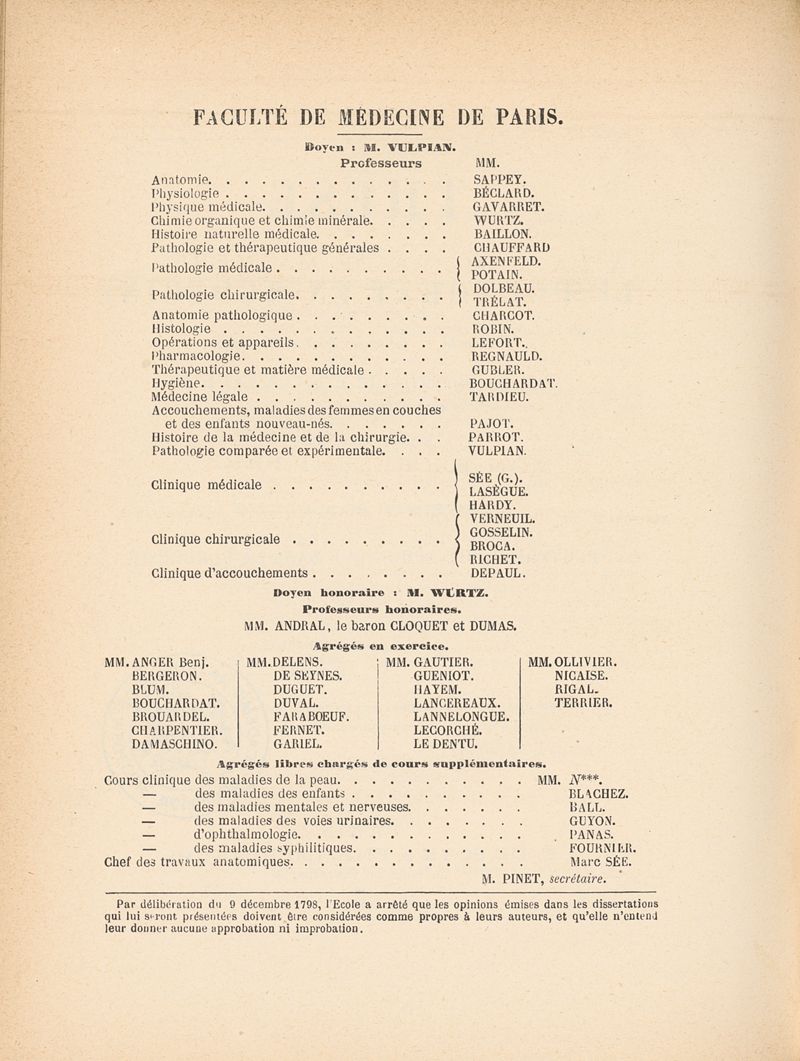 FACULTÉ DE MÉDECINE DE PARIS.
Doyen : M. VULPIAN.
Professeurs MM.
Anatomie. . . . . . . . . . . . . . SAPPEY.
Physiologie . . . . . . . . . . . . . BÉCLARD.
Physique médicale. . . . . . . . . . . GAVARRET.
Chimie organique et chimie minérale. . . . . WURTZ.
Histoire naturelle médicale. . . . . . . . BAILLON.
Pathologie et thérapeutique générales . . . . CHAUFFARD
Pathologie médicale . . . . . . . . . . { AXENFELD.
POTAIN.
Pathologie chirurgicale. . . . . . . . . { DOLBEAU.
TRÉLAT.
Anatomie pathologique . . . . . . . . . CHARCOT.
Histologie . . . . . . . . . . . . . ROBIN.
Opérations et appareils. . . . . . . . . LEFORT.
Pharmacologie. . . . . . . . . . . . REGNAULD.
Thérapeutique et matière médicale . . . . . GUBLER.
Hygiène. . . . . . . . . . . . . . BOUCHARDAT.
Médecine légale . . . . . . . . . . . TARDIEU.
Accouchements, maladies des femmes en couches
et des enfants nouveau-nés. . . . . . . PAJOT.
Histoire de la médecine et de la chirurgie. . . PARROT.
Pathologie comparée et expérimentale. . . . VULPIAN.
Clinique médicale . . . . . . . . . . { SÉE (G.).
LASÈGUE.
HARDY.
Clinique chirurgicale . . . . . . . . . { VERNEUIL.
GOSSELIN.
BROCA.
RICHET.
Clinique d'accouchements . . . . . . . . DEPAUL.
Doyen honoraire : M. WÜRTZ.
Professeurs honoraires.
MM. ANDRAL, le baron CLOQUET et DUMAS.
Agrégés en exercice.
MM. ANGER Benj. MM. DELENS. MM. GAUTIER. MM. OLLIVIER.
BERGERON. DE SEYNES. GUENIOT. NICAISE.
BLUM. DUGUET. HAYEM. RIGAL.
BOUCHARDAT. DUVAL. LANCEREAUX. TERRIER.
BROUARDEL. FARABŒUF. LANNELONGUE.
CHARPENTIER. FERNET. LECORCHÉ.
DAMASCHINO. GARIEL. LE DENTU.
Agrégés libres chargés de cours supplémentaires.
Cours clinique des maladies de la peau. . . . . . . . . . . MM. N***.
— des maladies des enfants . . . . . . . . . . BLACHEZ.
— des maladies mentales et nerveuses. . . . . . . BALL.
— des maladies des voies urinaires. . . . . . . . GUYON.
— d'ophthalmologie. . . . . . . . . . . . . PANAS.
— des maladies syphilitiques. . . . . . . . . . FOURNIER.
Chef des travaux anatomiques. . . . . . . . . . . . . . Marc SÉE.
M. PINET, secrétaire.
Par délibération du 9 décembre 1798, l'Ecole a arrêté que les opinions émises dans les dissertations
qui lui seront présentées doivent être considérées comme propres à leurs auteurs, et qu'elle n'entend
leur donner aucune approbation ni improbation.